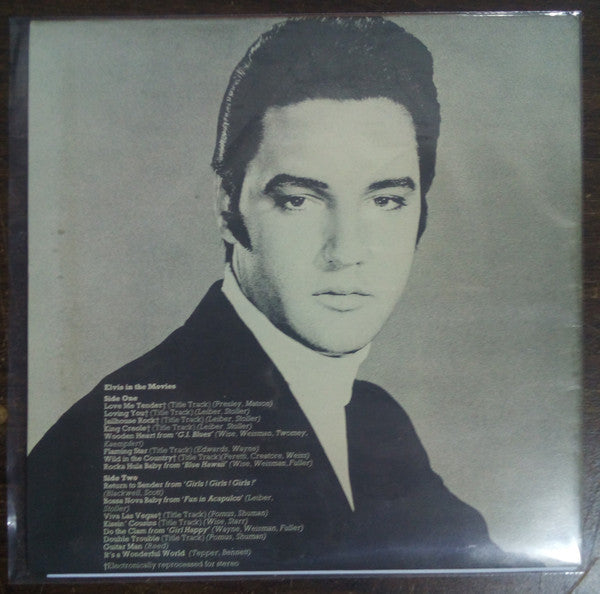 Elvis in the Movies
Side One
Love Me Tender† (Title Track) (Presley, Matson)
Loving You† (Title Track) (Leiber, Stoller)
Jailhouse Rock† (Title Track) (Leiber, Stoller)
King Creole† (Title Track) (Leiber, Stoller)
Wooden Heart from 'G.I. Blues' (Wise, Weisman, Twomey,
Kaempfert)
Flaming Star (Title Track) (Edwards, Wayne)
Wild in the Country† (Title Track)(Peretti, Creatore, Weiss)
Rocka Hula Baby from 'Blue Hawaii' (Wise, Weisman, Fuller)
Side Two
Return to Sender from 'Girls! Girls! Girls!'
(Blackwell, Scott)
Bossa Nova Baby from 'Fun in Acapulco' (Leiber,
Stoller)
Viva Las Vegas† (Title Track) (Pomus, Shuman)
Kissin' Cousins (Title Track) (Wise, Starr)
Do the Clam from 'Girl Happy' (Wayne, Weisman, Fuller)
Double Trouble (Title Track) (Pomus, Shuman)
Guitar Man (Reed)
It's a Wonderful World (Tepper, Bennett)
†Electronically reprocessed for stereo